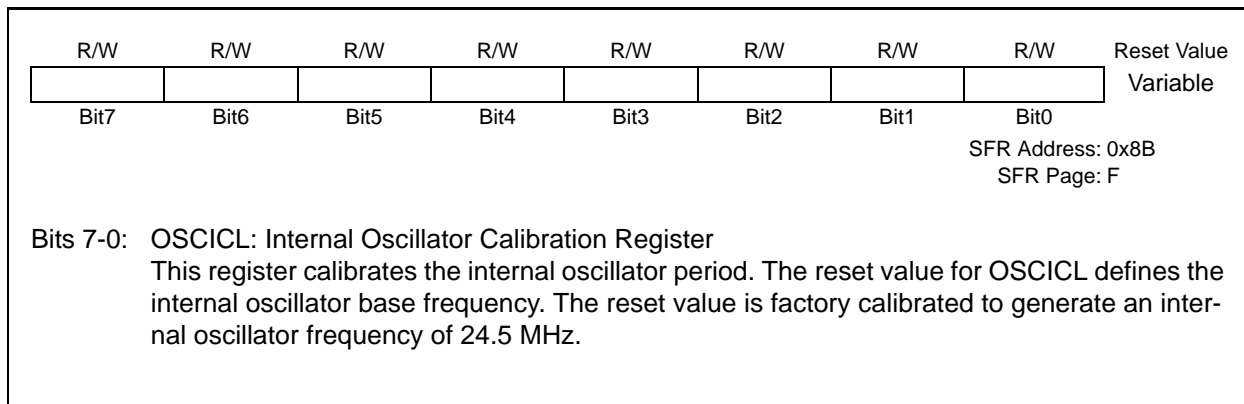 R/W R/W R/W R/W R/W R/W R/W R/W Reset Value
Variable
Bit7 Bit6 Bit5 Bit4 Bit3 Bit2 Bit1 Bit0
SFR Address: 0x8B
SFR Page: F
Bits 7-0: OSCICL: Internal Oscillator Calibration Register
This register calibrates the internal oscillator period. The reset value for OSCICL defines the
internal oscillator base frequency. The reset value is factory calibrated to generate an inter-
nal oscillator frequency of 24.5 MHz.